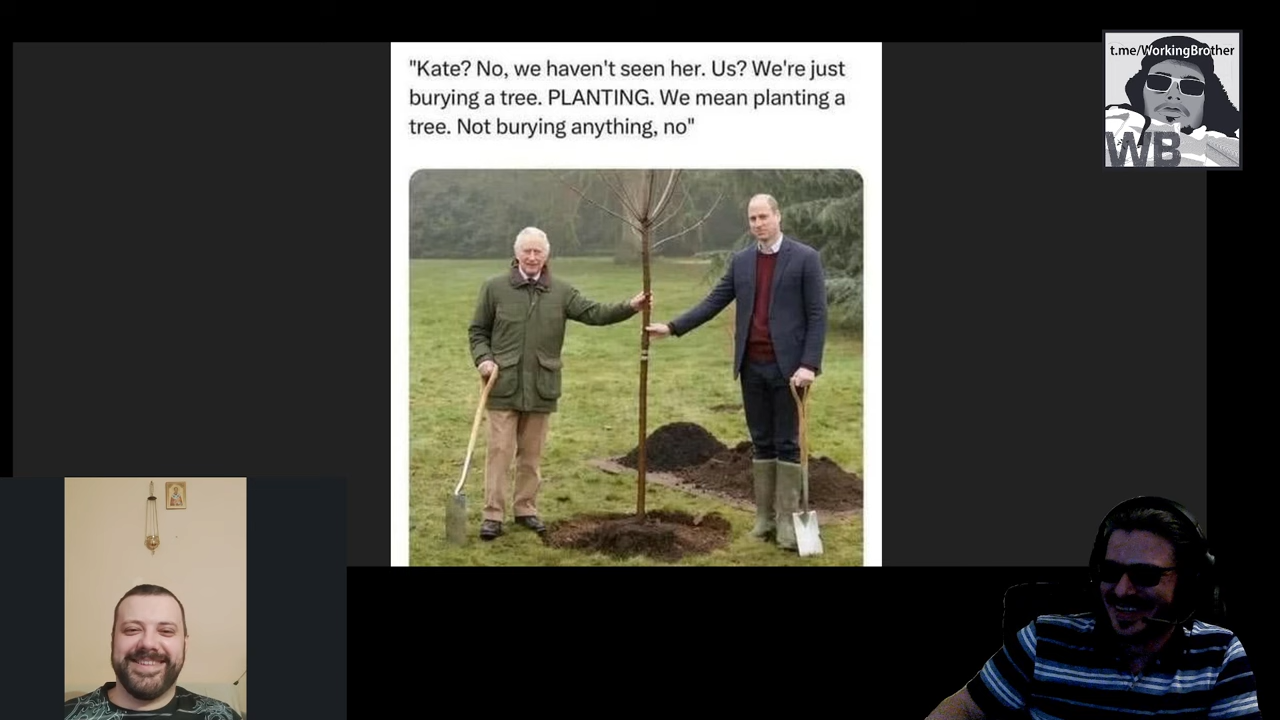 "Kate? No, we haven't seen her. Us? We're just
burying a tree. PLANTING. We mean planting a
tree. Not burying anything, no"
t.me/WorkingBrother
WB